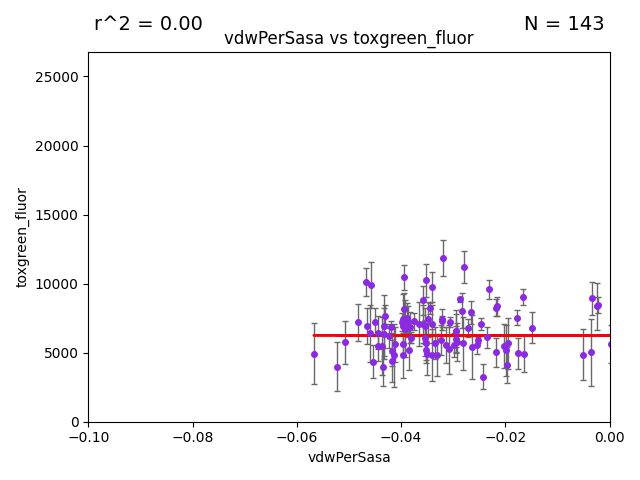 r^2 = 0.00
N = 143
vdwPerSasa vs toxgreen_fluor
25000
20000
15000
10000
5000
0
toxgreen_fluor
−0.10
−0.08
−0.06
−0.04
−0.02
0.00
vdwPerSasa